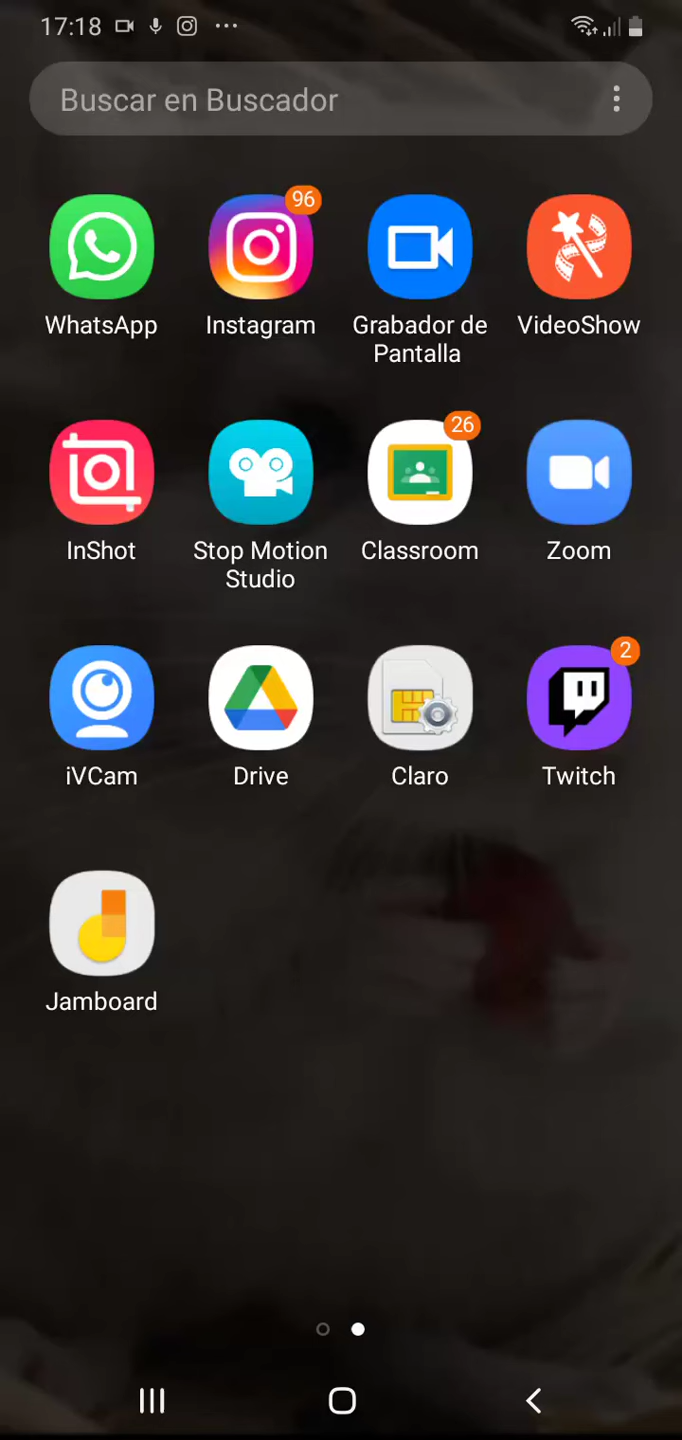 17:18
Buscar en Buscador
96
WhatsApp
Instagram
Grabador de
Pantalla
VideoShow
26
InShot
Stop Motion
Studio
Classroom
Zoom
2
iVCam
Drive
Claro
Twitch
Jamboard